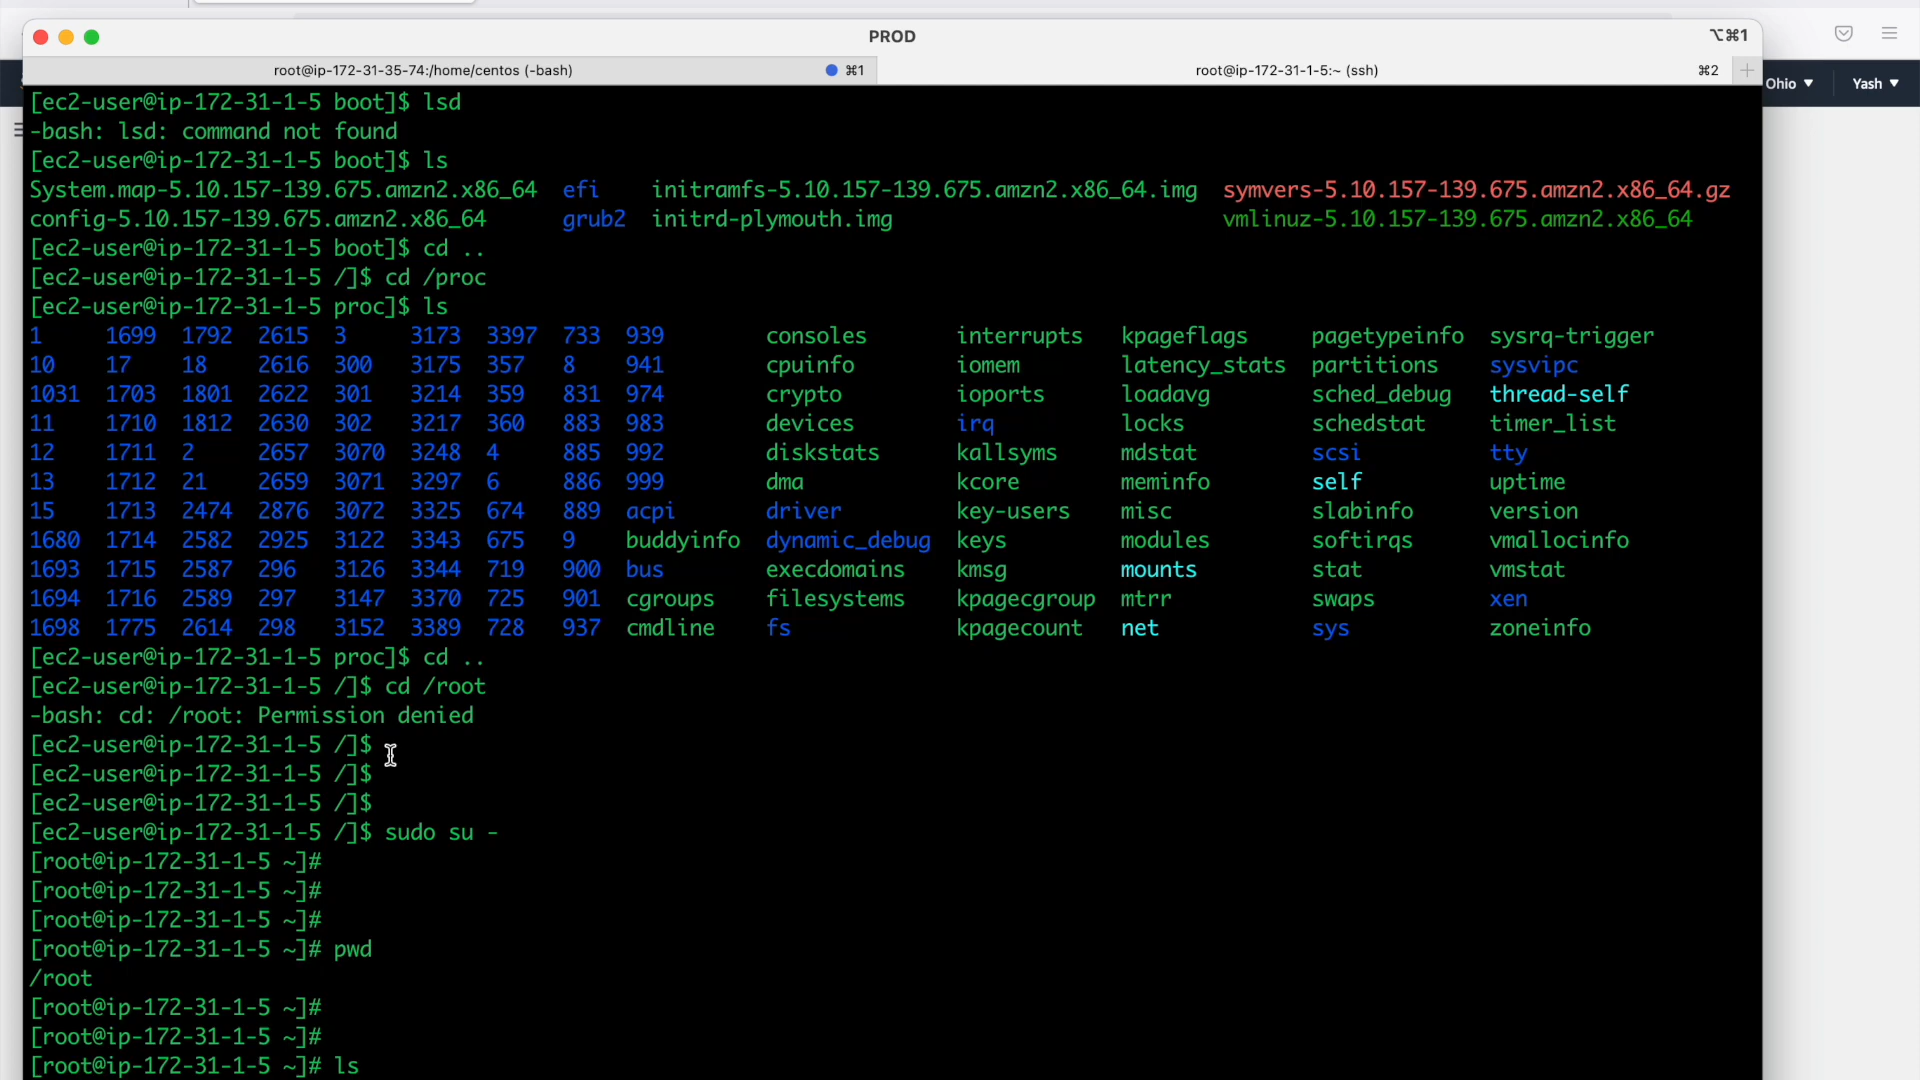 PROD
⌥⌘1
root@ip-172-31-35-74:/home/centos (-bash) ⌘1 root@ip-172-31-1-5:~ (ssh) ⌘2
Ohio ▼ Yash ▼
[ec2-user@ip-172-31-1-5 boot]$ lsd
-bash: lsd: command not found
[ec2-user@ip-172-31-1-5 boot]$ ls
System.map-5.10.157-139.675.amzn2.x86_64 efi initramfs-5.10.157-139.675.amzn2.x86_64.img symvers-5.10.157-139.675.amzn2.x86_64.gz
config-5.10.157-139.675.amzn2.x86_64 grub2 initrd-plymouth.img vmlinuz-5.10.157-139.675.amzn2.x86_64
[ec2-user@ip-172-31-1-5 boot]$ cd ..
[ec2-user@ip-172-31-1-5 /]$ cd /proc
[ec2-user@ip-172-31-1-5 proc]$ ls
1 1699 1792 2615 3 3173 3397 733 939 consoles interrupts kpageflags pagetypeinfo sysrq-trigger
10 17 18 2616 300 3175 357 8 941 cpuinfo iomem latency_stats partitions sysvipc
1031 1703 1801 2622 301 3214 359 831 974 crypto ioports loadavg sched_debug thread-self
11 1710 1812 2630 302 3217 360 883 983 devices irq locks schedstat timer_list
12 1711 2 2657 3070 3248 4 885 992 diskstats kallsyms mdstat scsi tty
13 1712 21 2659 3071 3297 6 886 999 dma kcore meminfo self uptime
15 1713 2474 2876 3072 3325 674 889 acpi driver key-users misc slabinfo version
1680 1714 2582 2925 3122 3343 675 9 buddyinfo dynamic_debug keys modules softirqs vmallocinfo
1693 1715 2587 296 3126 3344 719 900 bus execdomains kmsg mounts stat vmstat
1694 1716 2589 297 3147 3370 725 901 cgroups filesystems kpagecgroup mtrr swaps xen
1698 1775 2614 298 3152 3389 728 937 cmdline fs kpagecount net sys zoneinfo
[ec2-user@ip-172-31-1-5 proc]$ cd ..
[ec2-user@ip-172-31-1-5 /]$ cd /root
-bash: cd: /root: Permission denied
[ec2-user@ip-172-31-1-5 /]$
[ec2-user@ip-172-31-1-5 /]$
[ec2-user@ip-172-31-1-5 /]$
[ec2-user@ip-172-31-1-5 /]$ sudo su -
[root@ip-172-31-1-5 ~]#
[root@ip-172-31-1-5 ~]#
[root@ip-172-31-1-5 ~]#
[root@ip-172-31-1-5 ~]# pwd
/root
[root@ip-172-31-1-5 ~]#
[root@ip-172-31-1-5 ~]#
[root@ip-172-31-1-5 ~]# ls